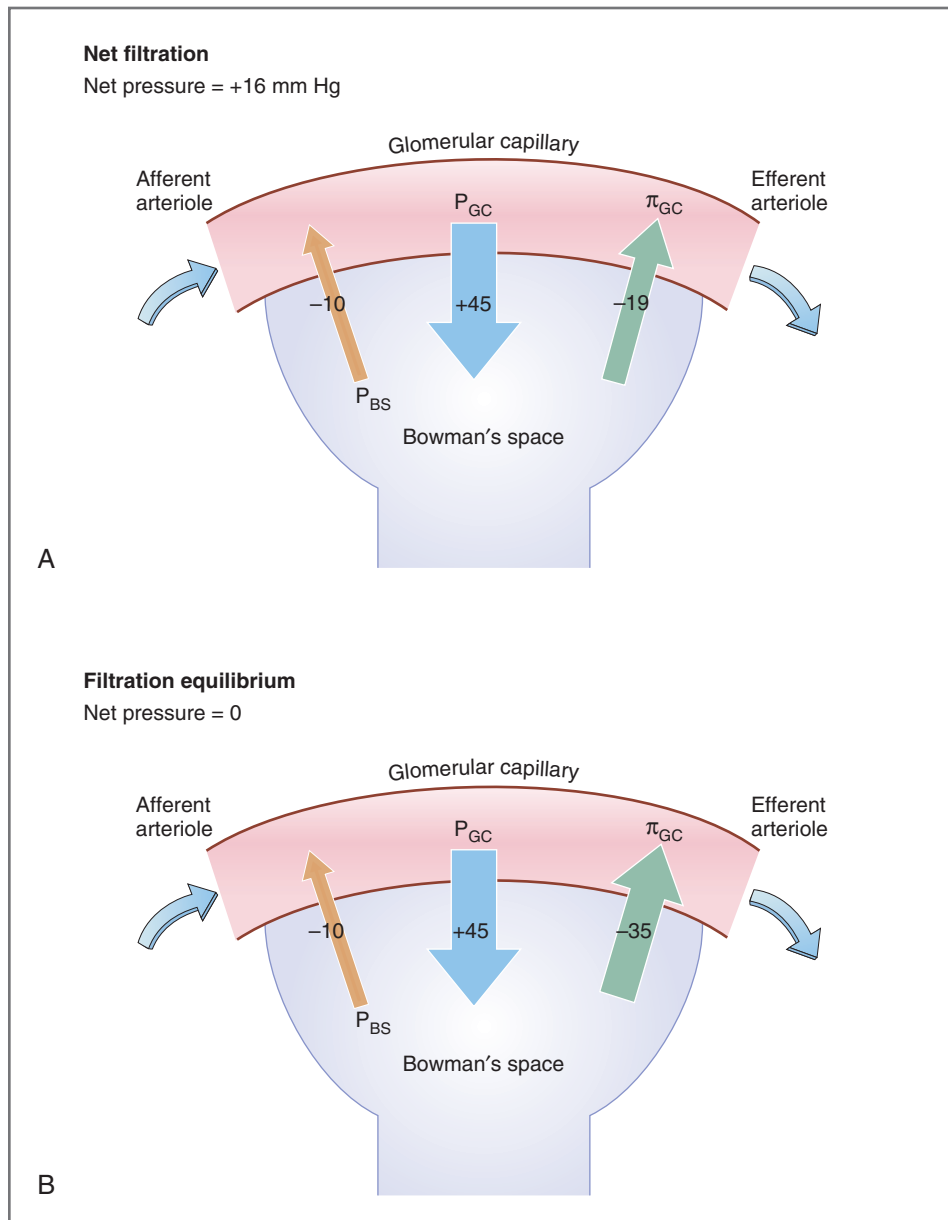 Net filtration
Net pressure = +16 mm Hg
Glomerular capillary
Afferent
arteriole
P_GC
π_GC
Efferent
arteriole
–10
+45
–19
P_BS
Bowman's space
A
Filtration equilibrium
Net pressure = 0
Glomerular capillary
Afferent
arteriole
P_GC
π_GC
Efferent
arteriole
–10
+45
–35
P_BS
Bowman's space
B